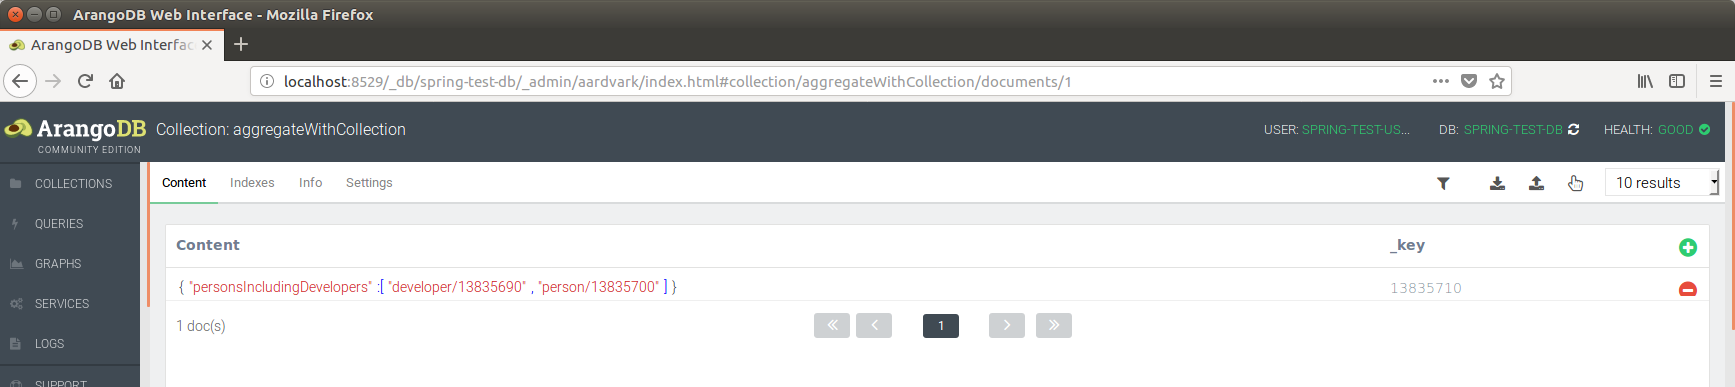 ArangoDB Web Interface - Mozilla Firefox
ArangoDB Web Interfac
localhost:8529/_db/spring-test-db/_admin/aardvark/index.html#collection/aggregateWithCollection/documents/1
ArangoDB Collection: aggregateWithCollection USER: SPRING-TEST-US... DB: SPRING-TEST-DB HEALTH: GOOD
COMMUNITY EDITION
COLLECTIONS
QUERIES
GRAPHS
SERVICES
LOGS
SUPPORT
Content Indexes Info Settings 10 results
Content _key
{ "personsIncludingDevelopers" :[ "developer/13835690" , "person/13835700" ] } 13835710
1 doc(s) 1